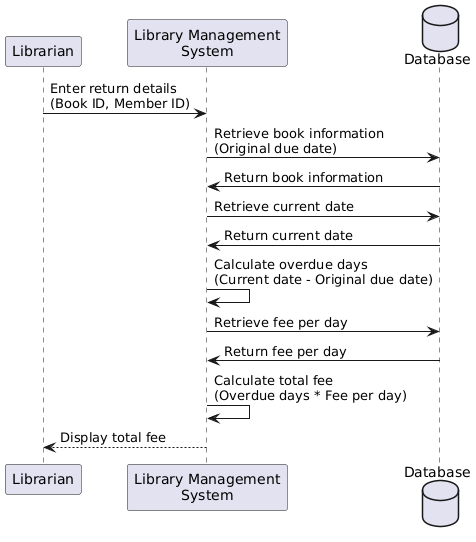 Librarian
Library Management
System
Database
Enter return details
(Book ID, Member ID)
Retrieve book information
(Original due date)
Return book information
Retrieve current date
Return current date
Calculate overdue days
(Current date - Original due date)
Retrieve fee per day
Return fee per day
Calculate total fee
(Overdue days * Fee per day)
Display total fee
Librarian
Library Management
System
Database